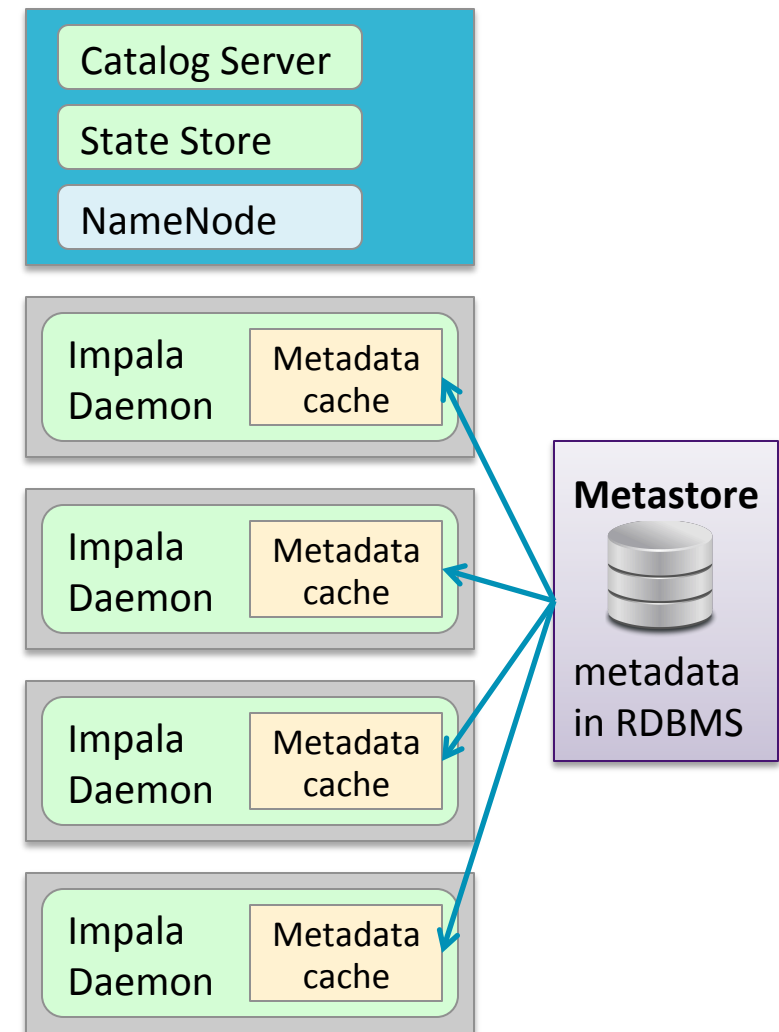 Catalog Server
State Store
NameNode
Impala
Daemon
Metadata
cache
Impala
Daemon
Metadata
cache
Impala
Daemon
Metadata
cache
Impala
Daemon
Metadata
cache
Metastore
metadata
in RDBMS